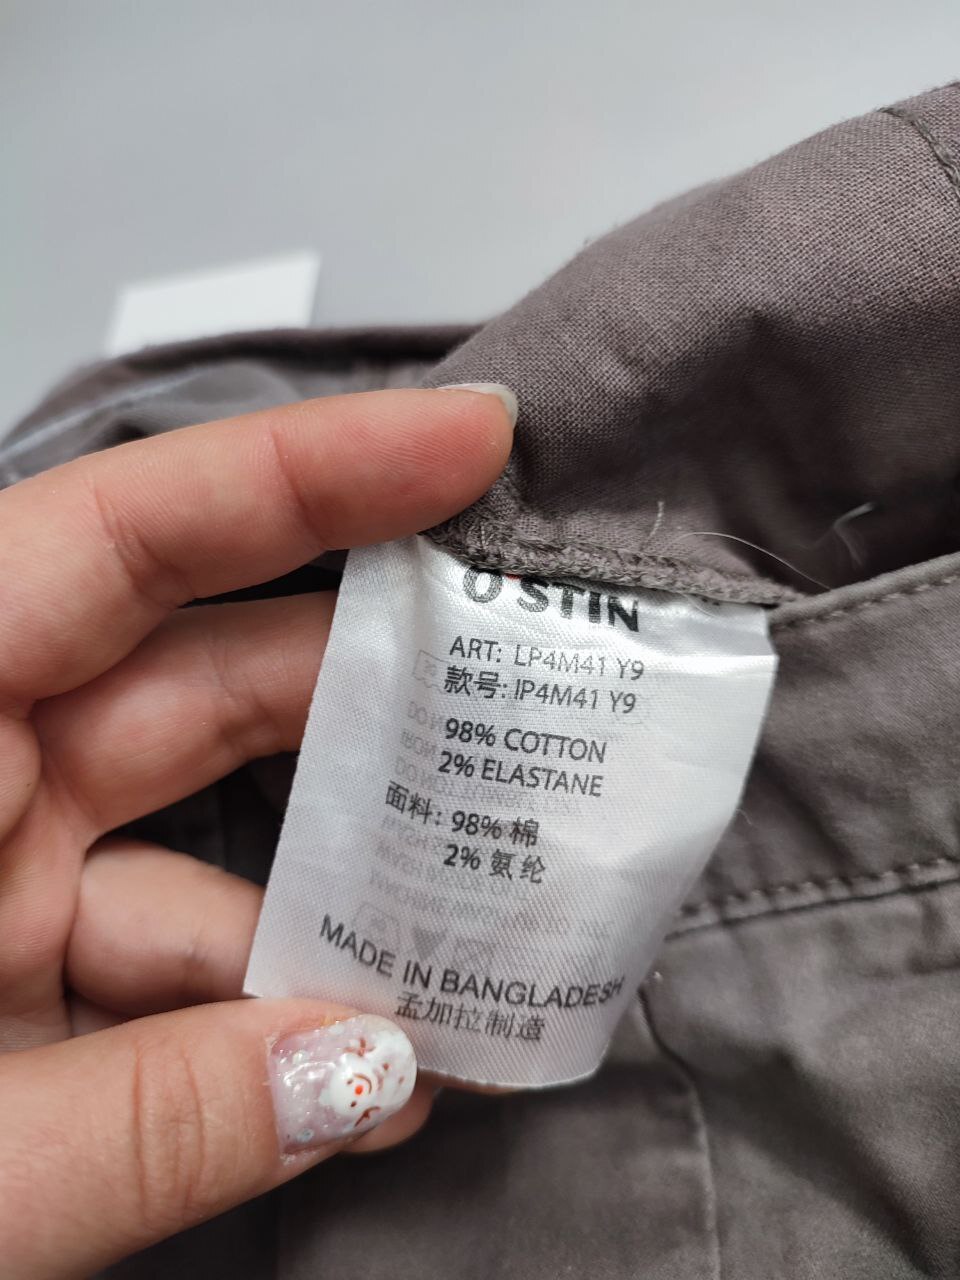 O'STIN
ART: LP4M41 Y9
款号: IP4M41 Y9
98% COTTON
2% ELASTANE
面料: 98% 棉
2% 氨纶
MADE IN BANGLADESH
孟加拉制造